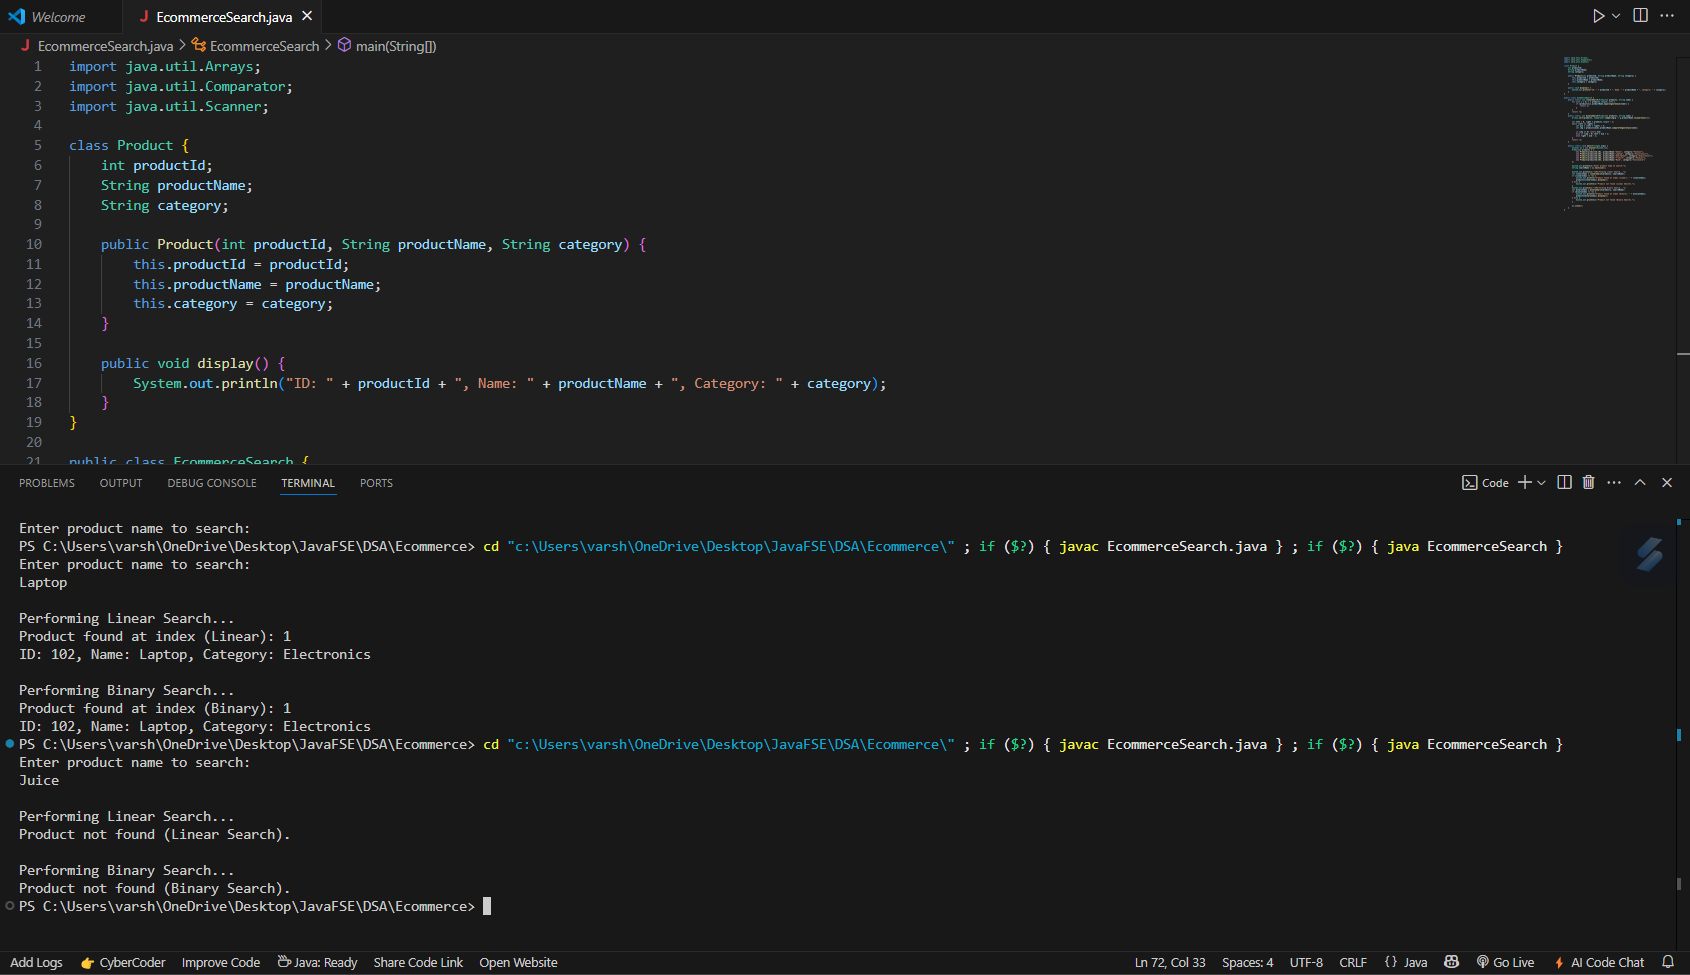 Welcome
J EcommerceSearch.java
J EcommerceSearch.java > EcommerceSearch > main(String[])
1 import java.util.Arrays;
2 import java.util.Comparator;
3 import java.util.Scanner;
4
5 class Product {
6 int productId;
7 String productName;
8 String category;
9
10 public Product(int productId, String productName, String category) {
11 this.productId = productId;
12 this.productName = productName;
13 this.category = category;
14 }
15
16 public void display() {
17 System.out.println("ID: " + productId + ", Name: " + productName + ", Category: " + category);
18 }
19 }
20
21 public class EcommerceSearch {
PROBLEMS OUTPUT DEBUG CONSOLE TERMINAL PORTS Code
Enter product name to search:
PS C:\Users\varsh\OneDrive\Desktop\JavaFSE\DSA\Ecommerce> cd "c:\Users\varsh\OneDrive\Desktop\JavaFSE\DSA\Ecommerce\" ; if ($?) { javac EcommerceSearch.java } ; if ($?) { java EcommerceSearch }
Enter product name to search:
Laptop
Performing Linear Search...
Product found at index (Linear): 1
ID: 102, Name: Laptop, Category: Electronics
Performing Binary Search...
Product found at index (Binary): 1
ID: 102, Name: Laptop, Category: Electronics
PS C:\Users\varsh\OneDrive\Desktop\JavaFSE\DSA\Ecommerce> cd "c:\Users\varsh\OneDrive\Desktop\JavaFSE\DSA\Ecommerce\" ; if ($?) { javac EcommerceSearch.java } ; if ($?) { java EcommerceSearch }
Enter product name to search:
Juice
Performing Linear Search...
Product not found (Linear Search).
Performing Binary Search...
Product not found (Binary Search).
PS C:\Users\varsh\OneDrive\Desktop\JavaFSE\DSA\Ecommerce>
Add Logs CyberCoder Improve Code Java: Ready Share Code Link Open Website Ln 72, Col 33 Spaces: 4 UTF-8 CRLF {} Java Go Live AI Code Chat